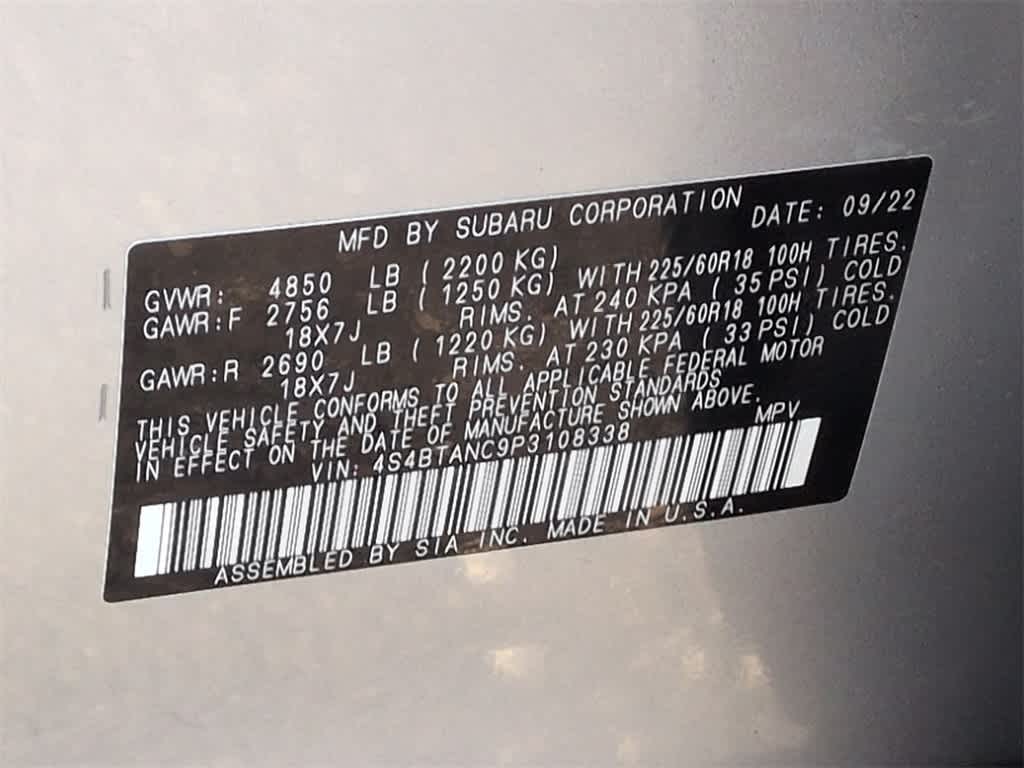 MFD BY SUBARU CORPORATION DATE: 09/22
GVWR: 4850 LB ( 2200 KG)
GAWR:F 2756 LB ( 1250 KG) WITH 225/60R18 100H TIRES.
18X7J RIMS. AT 240 KPA ( 35 PSI) COLD
GAWR:R 2690 LB ( 1220 KG) WITH 225/60R18 100H TIRES.
18X7J RIMS. AT 230 KPA ( 33 PSI) COLD
THIS VEHICLE CONFORMS TO ALL APPLICABLE FEDERAL MOTOR
VEHICLE SAFETY AND THEFT PREVENTION STANDARDS
IN EFFECT ON THE DATE OF MANUFACTURE SHOWN ABOVE.
VIN: 4S4BTANC9P3108338 MPV
ASSEMBLED BY SIA INC. MADE IN U.S.A.